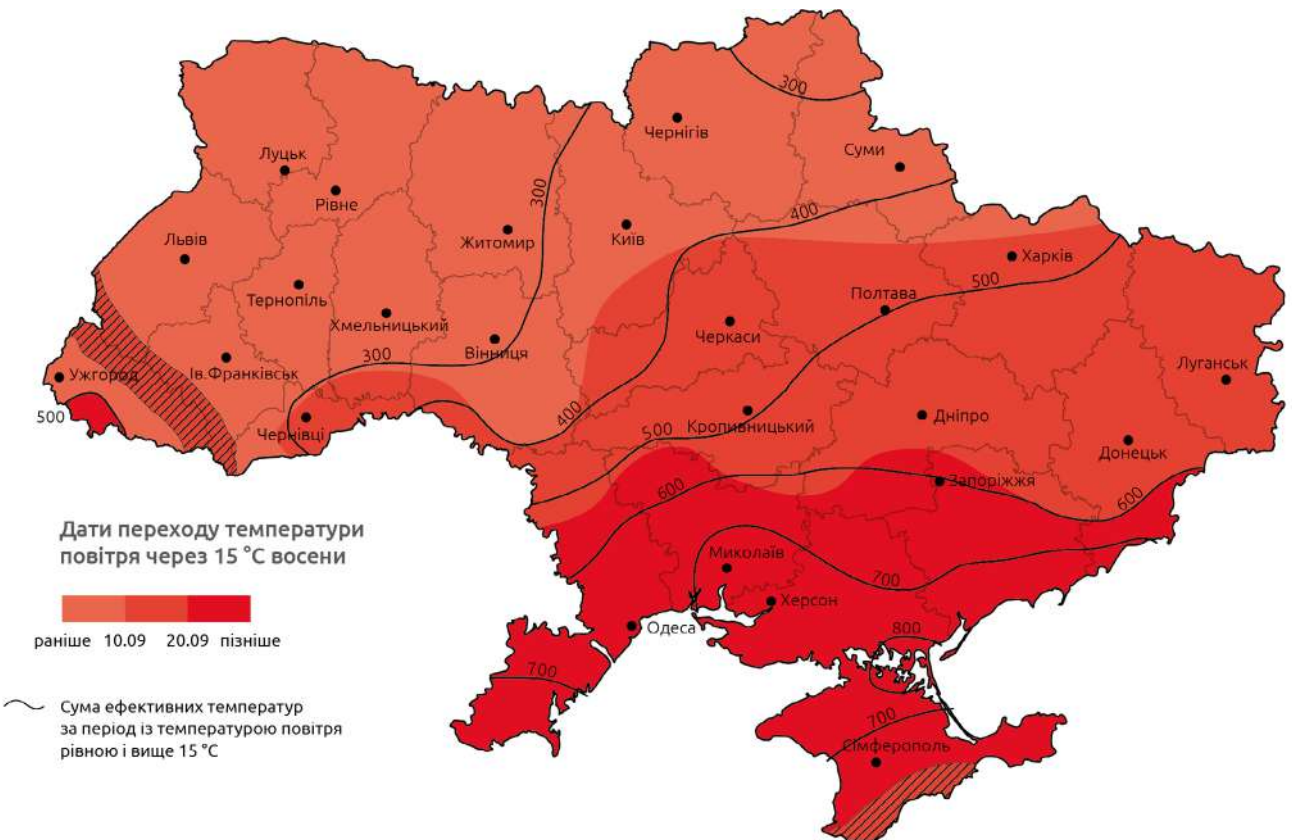 300
Чернігів
Суми
Луцьк
Рівне
300
400
Житомир
Київ
Львів
Харків
500
Тернопіль
Полтава
Хмельницький
Черкаси
Вінниця
300
Ужгород
Ів.Франківськ
Луганськ
500
Чернівці
400
500
Кропивницький
Дніпро
Донецьк
600
Запоріжжя
600
Дати переходу температури
повітря через 15 °C восени
раніше 10.09 20.09 пізніше
Миколаїв
700
Херсон
Одеса
800
700
700
Сімферополь
Сума ефективних температур
за період із температурою повітря
рівною і вище 15 °C